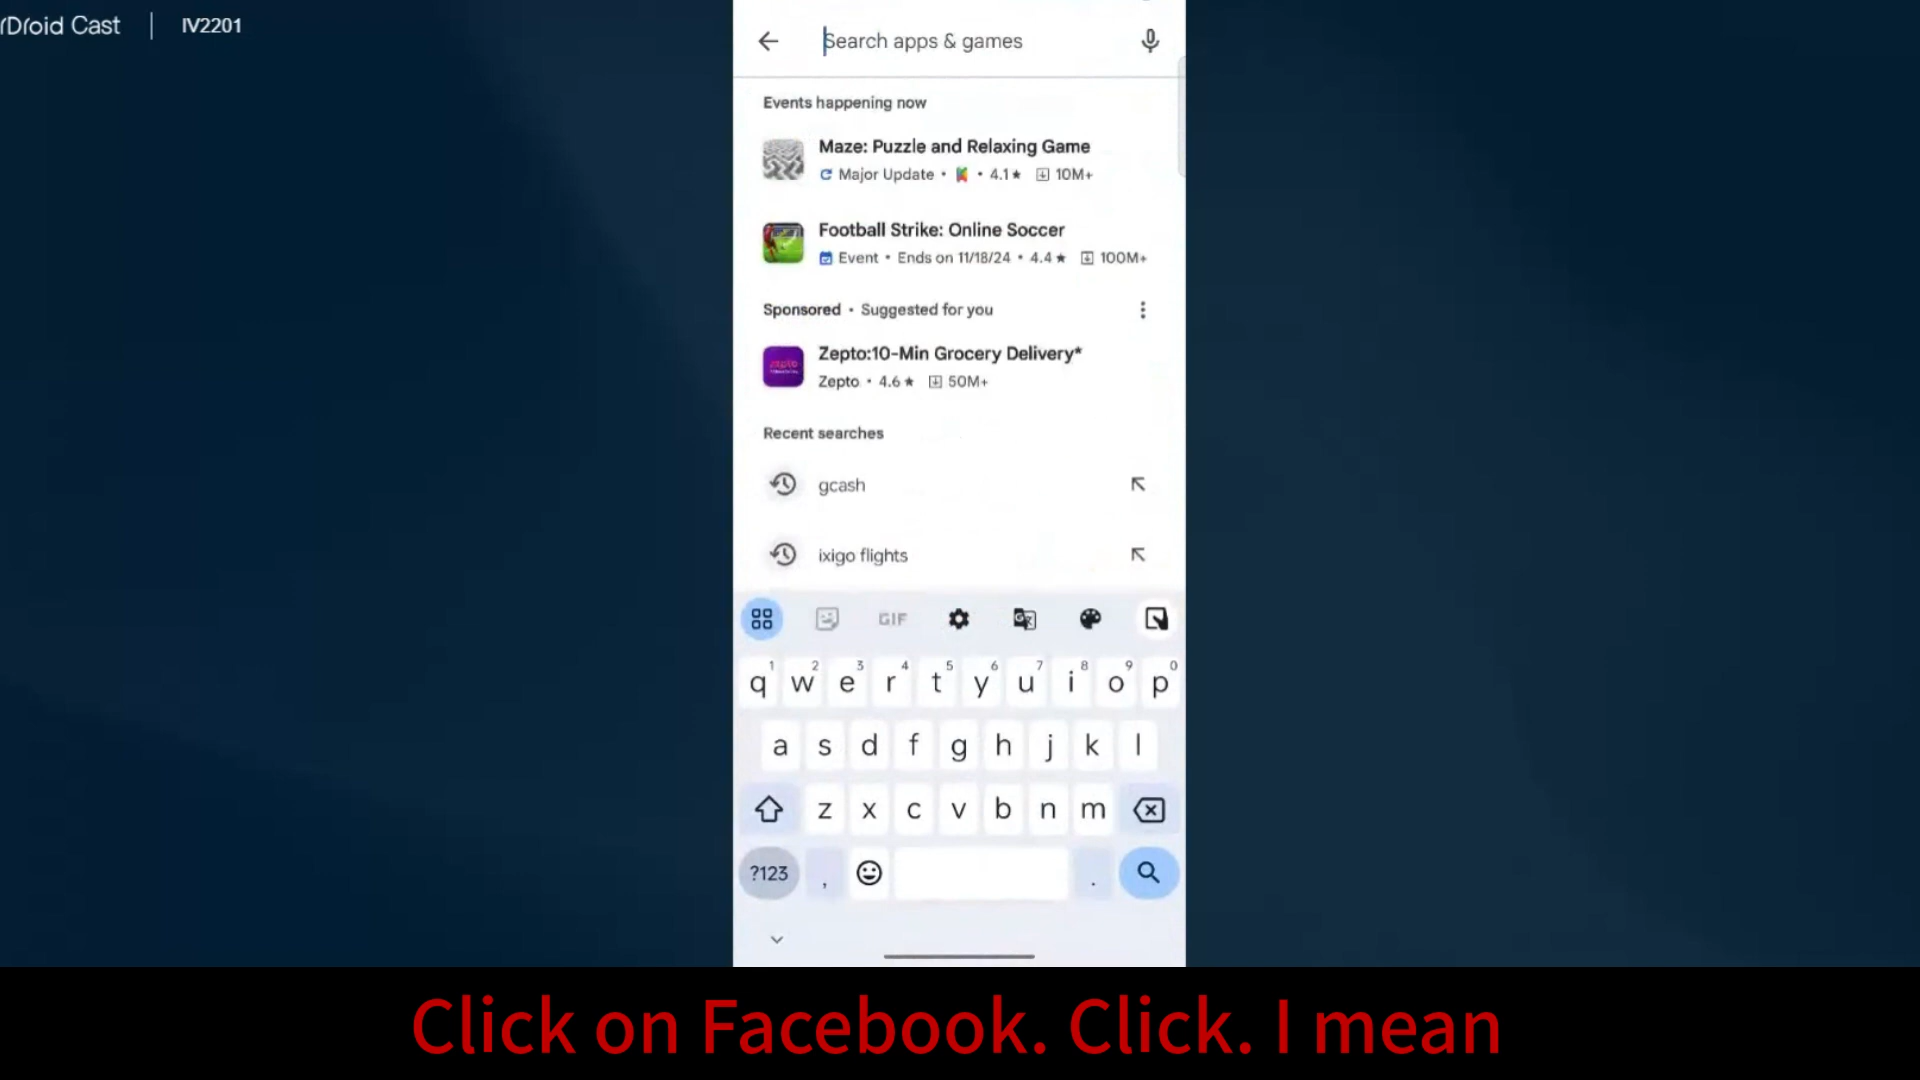 rDroid Cast | IV2201
Search apps & games
Events happening now
Maze: Puzzle and Relaxing Game
Major Update • • 4.1★ 10M+
Football Strike: Online Soccer
Event • Ends on 11/18/24 • 4.4★ 100M+
Sponsored • Suggested for you
zepto
Zepto:10-Min Grocery Delivery*
Zepto • 4.6★ 50M+
Recent searches
gcash
ixigo flights
GIF
1 2 3 4 5 6 7 8 9 0
q w e r t y u i o p
a s d f g h j k l
z x c v b n m
?123 , .
Click on Facebook. Click. I mean